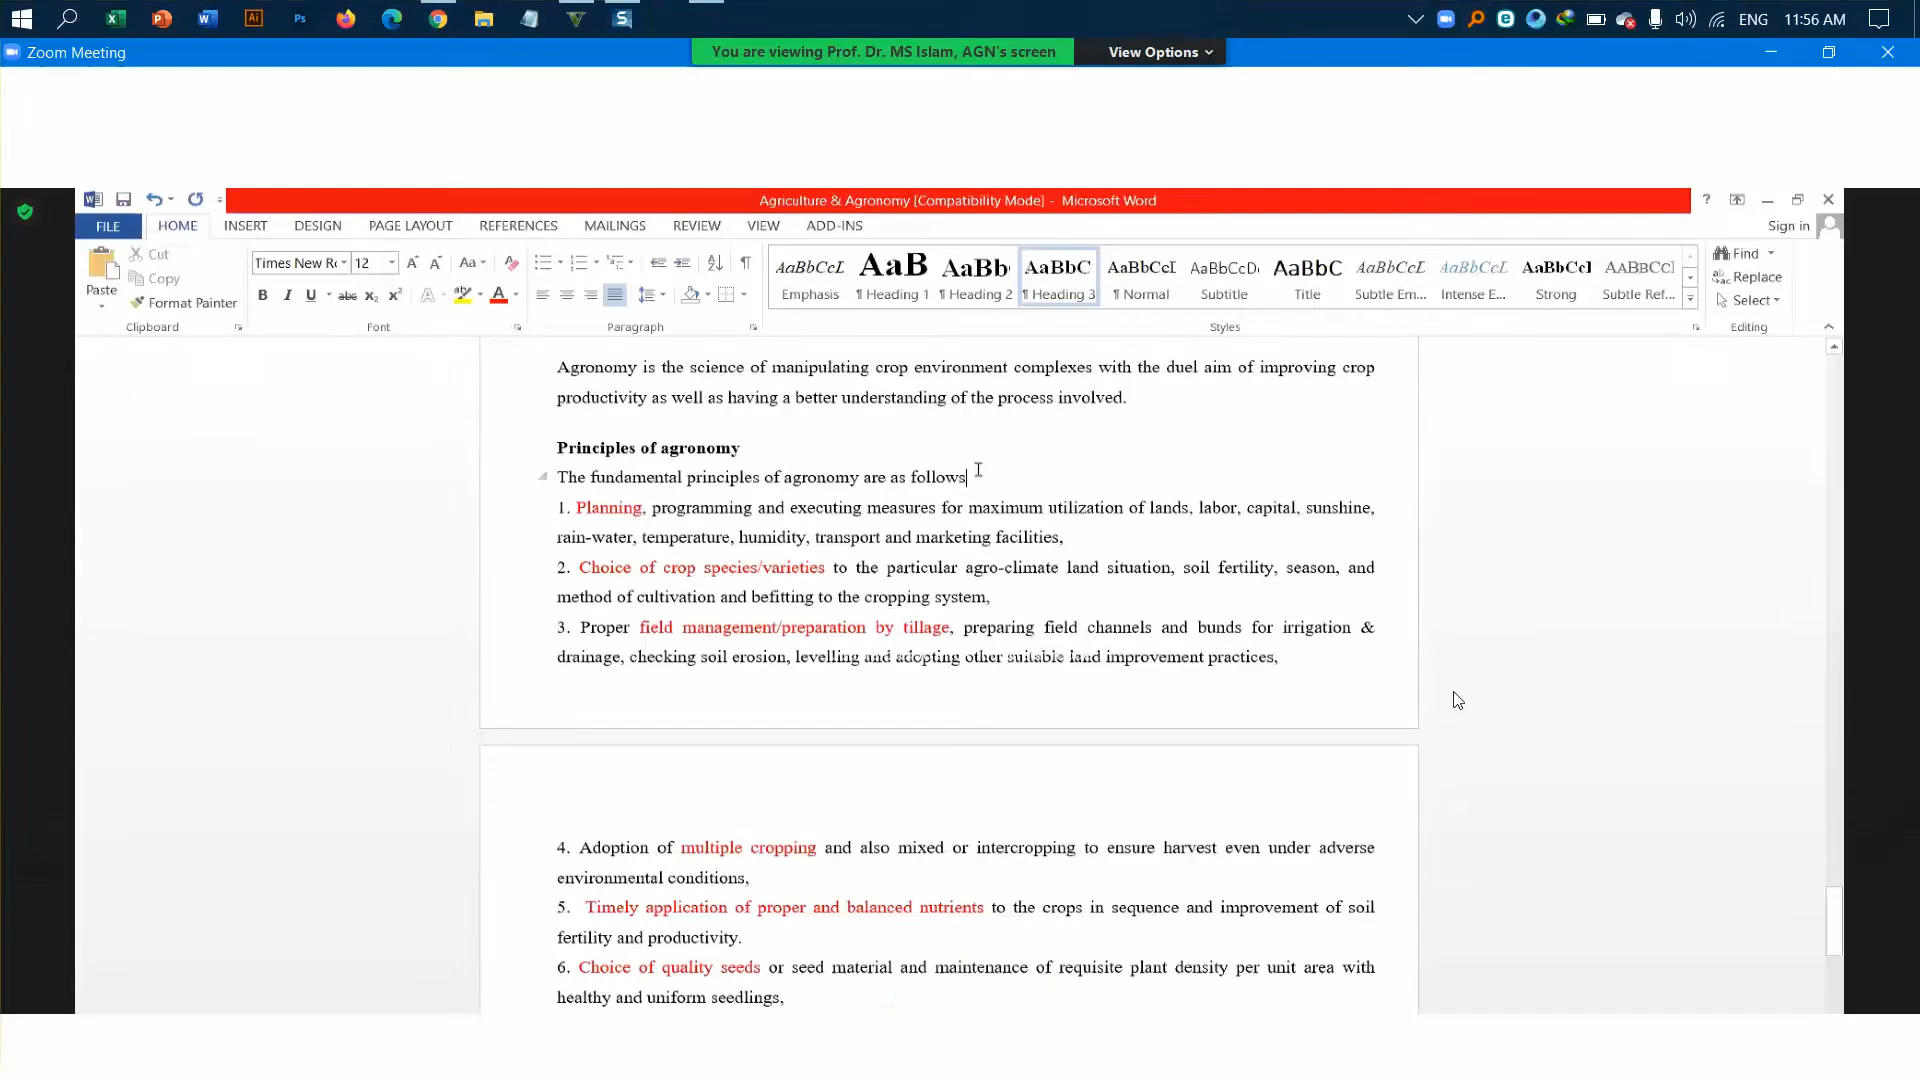 ENG 11:56 AM
Zoom Meeting You are viewing Prof. Dr. MS Islam, AGN's screen View Options
Agriculture & Agronomy [Compatibility Mode] - Microsoft Word
FILE HOME INSERT DESIGN PAGE LAYOUT REFERENCES MAILINGS REVIEW VIEW ADD-INS Sign in
Paste Cut Copy Format Painter
Clipboard
Times New Ro 12
Font
Paragraph
AaBbCcL AaB AaBb AaBbC AaBbCcI AaBbCcD AaBbC AaBbCcL AaBbCcL AaBbCcI AABBCCI
Emphasis ¶ Heading 1 ¶ Heading 2 ¶ Heading 3 ¶ Normal Subtitle Title Subtle Em... Intense E... Strong Subtle Ref...
Styles
Find
Replace
Select
Editing
Agronomy is the science of manipulating crop environment complexes with the duel aim of improving crop
productivity as well as having a better understanding of the process involved.
Principles of agronomy
The fundamental principles of agronomy are as follows
1. Planning, programming and executing measures for maximum utilization of lands, labor, capital, sunshine,
rain-water, temperature, humidity, transport and marketing facilities,
2. Choice of crop species/varieties to the particular agro-climate land situation, soil fertility, season, and
method of cultivation and befitting to the cropping system,
3. Proper field management/preparation by tillage, preparing field channels and bunds for irrigation &
drainage, checking soil erosion, levelling and adopting other suitable land improvement practices,
4. Adoption of multiple cropping and also mixed or intercropping to ensure harvest even under adverse
environmental conditions,
5. Timely application of proper and balanced nutrients to the crops in sequence and improvement of soil
fertility and productivity.
6. Choice of quality seeds or seed material and maintenance of requisite plant density per unit area with
healthy and uniform seedlings,